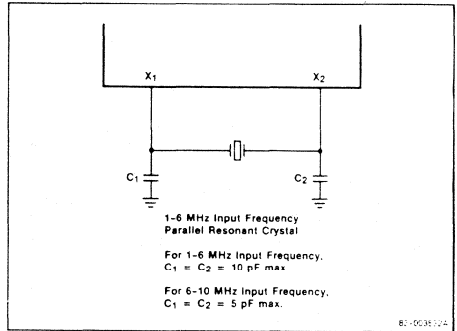 X1 X2
C1 C2
1-6 MHz Input Frequency
Parallel Resonant Crystal
For 1-6 MHz Input Frequency,
C1 = C2 = 10 pF max
For 6-10 MHz Input Frequency,
C1 = C2 = 5 pF max.